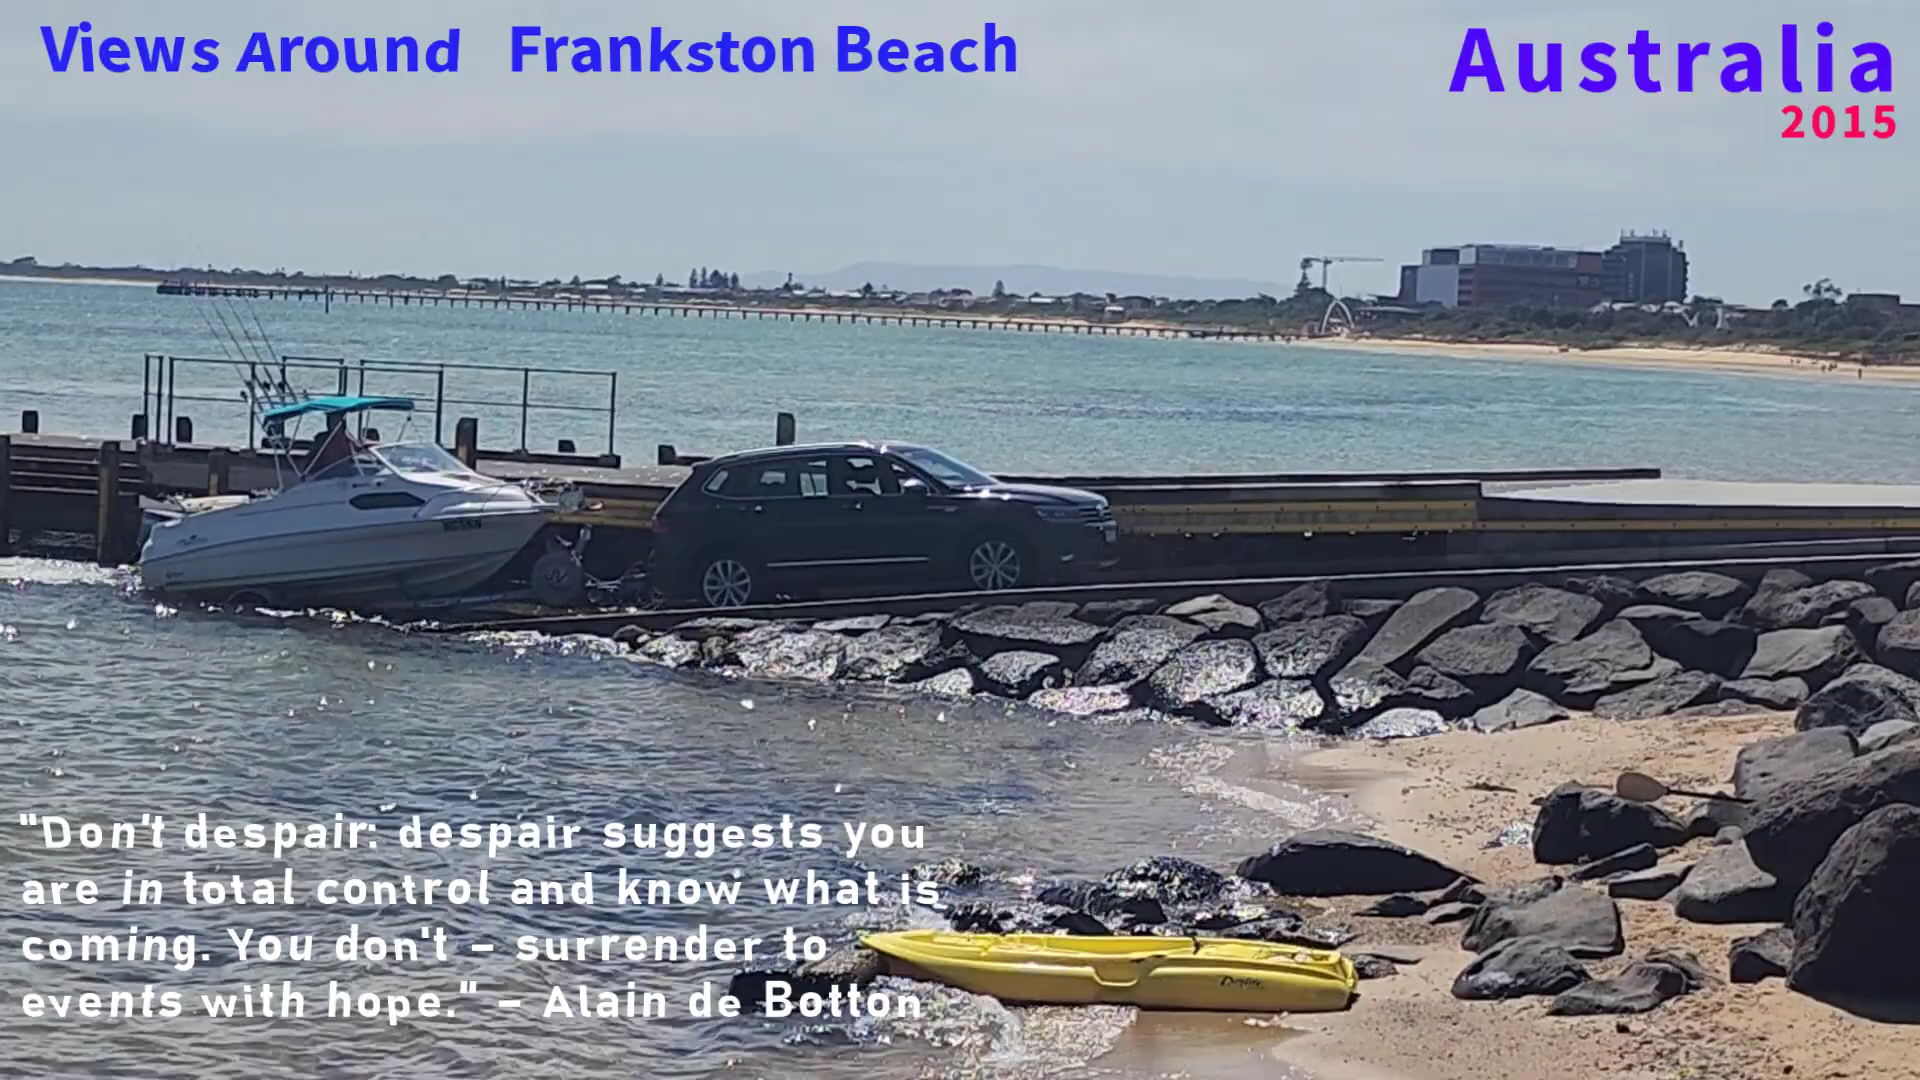 Views Around Frankston Beach
Australia
2015
"Don't despair: despair suggests you
are in total control and know what is
coming. You don't – surrender to
events with hope." – Alain de Botton